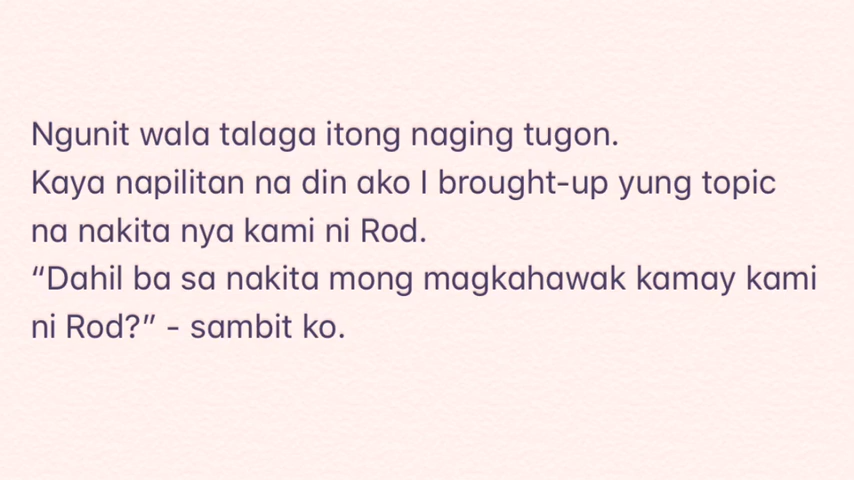 Ngunit wala talaga itong naging tugon.
Kaya napilitan na din ako I brought-up yung topic
na nakita nya kami ni Rod.
“Dahil ba sa nakita mong magkahawak kamay kami
ni Rod?” - sambit ko.